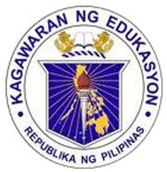 KAGAWARAN NG EDUKASYON
REPUBLIKA NG PILIPINAS